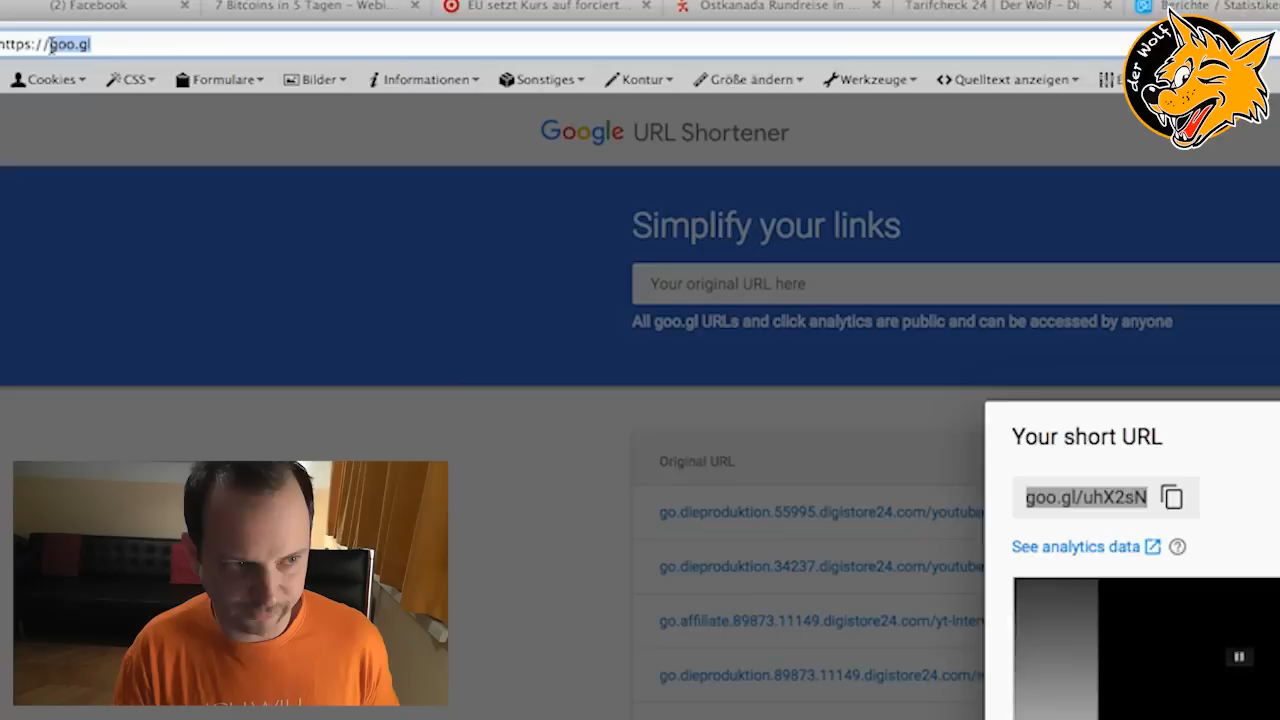 (2) Facebook
7 Bitcoins in 5 Tagen – Webi...
EU setzt Kurs auf forciert...
Ostkanada Rundreise in ...
Tarifcheck 24 | Der Wolf – Di...
Berichte / Statistike
der Wolf
https://goo.gl
Cookies
CSS
Formulare
Bilder
Informationen
Sonstiges
Kontur
Größe ändern
Werkzeuge
Quelltext anzeigen
Google URL Shortener
Simplify your links
Your original URL here
All goo.gl URLs and click analytics are public and can be accessed by anyone
Your short URL
Original URL
goo.gl/uhX2sN
go.dieproduktion.55995.digistore24.com/youtube
See analytics data
go.dieproduktion.34237.digistore24.com/youtube
go.affiliate.89873.11149.digistore24.com/yt-inter
go.dieproduktion.89873.11149.digistore24.com/